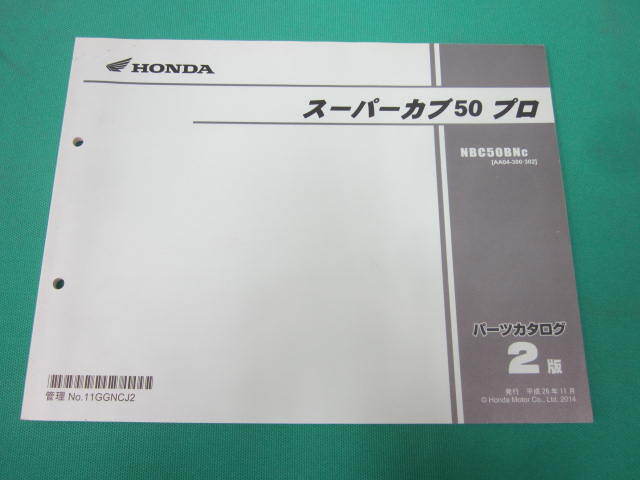 HONDA
スーパーカブ50 プロ
NBC50BNC
[AA04-300・302]
パーツカタログ
2版
発行 平成26年11月
© Honda Motor Co., Ltd. 2014
管理 No.11GGNCJ2